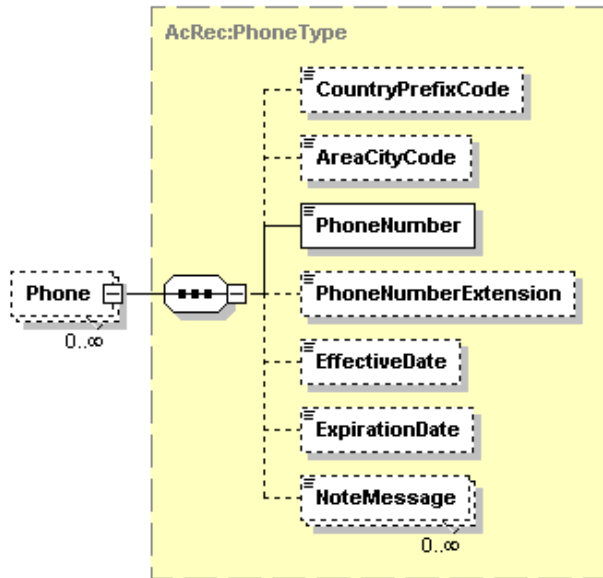 AcRec:PhoneType
CountryPrefixCode
AreaCityCode
PhoneNumber
Phone
0..∞
PhoneNumberExtension
EffectiveDate
ExpirationDate
NoteMessage
0..∞